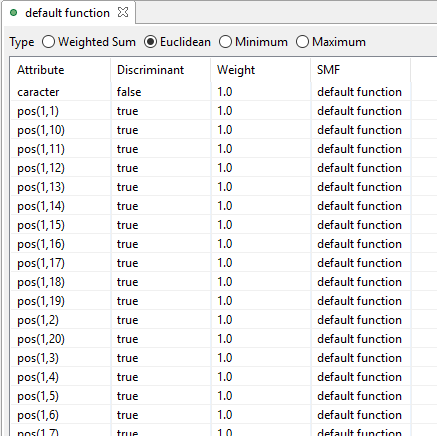 default function
Type Weighted Sum Euclidean Minimum Maximum
Attribute Discriminant Weight SMF
caracter false 1.0 default function
pos(1,1) true 1.0 default function
pos(1,10) true 1.0 default function
pos(1,11) true 1.0 default function
pos(1,12) true 1.0 default function
pos(1,13) true 1.0 default function
pos(1,14) true 1.0 default function
pos(1,15) true 1.0 default function
pos(1,16) true 1.0 default function
pos(1,17) true 1.0 default function
pos(1,18) true 1.0 default function
pos(1,19) true 1.0 default function
pos(1,2) true 1.0 default function
pos(1,20) true 1.0 default function
pos(1,3) true 1.0 default function
pos(1,4) true 1.0 default function
pos(1,5) true 1.0 default function
pos(1,6) true 1.0 default function
pos(1,7) true 1.0 default function